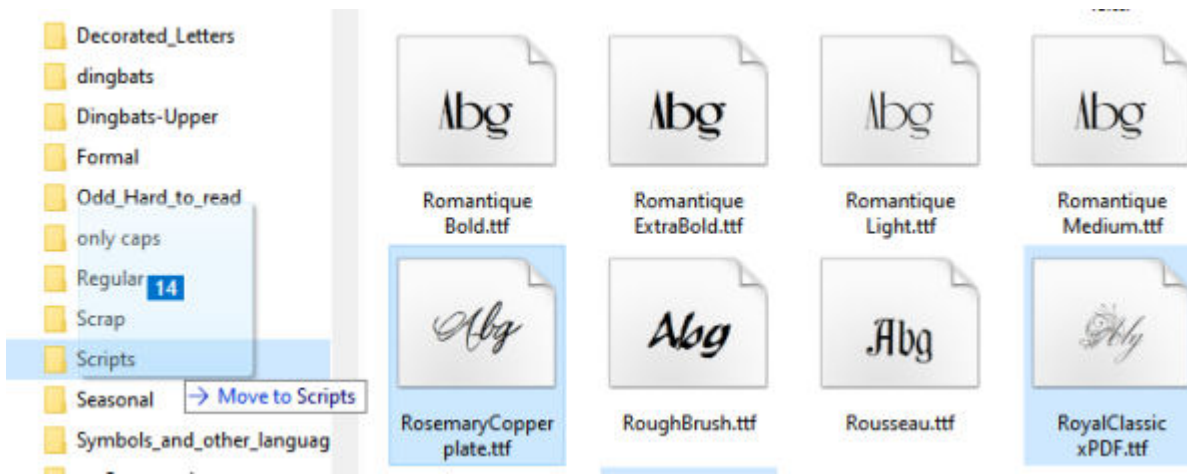 Decorated_Letters
dingbats
Dingbats-Upper
Formal
Odd_Hard_to_read
only caps
Regular
14
Scrap
Scripts
Seasonal
→ Move to Scripts
Symbols_and_other_languag
Abg
Abg
Abg
Abg
Romantique
Bold.ttf
Romantique
ExtraBold.ttf
Romantique
Light.ttf
Romantique
Medium.ttf
Abg
Abg
Abg
Abg
RosemaryCopper
plate.ttf
RoughBrush.ttf
Rousseau.ttf
RoyalClassic
xPDF.ttf